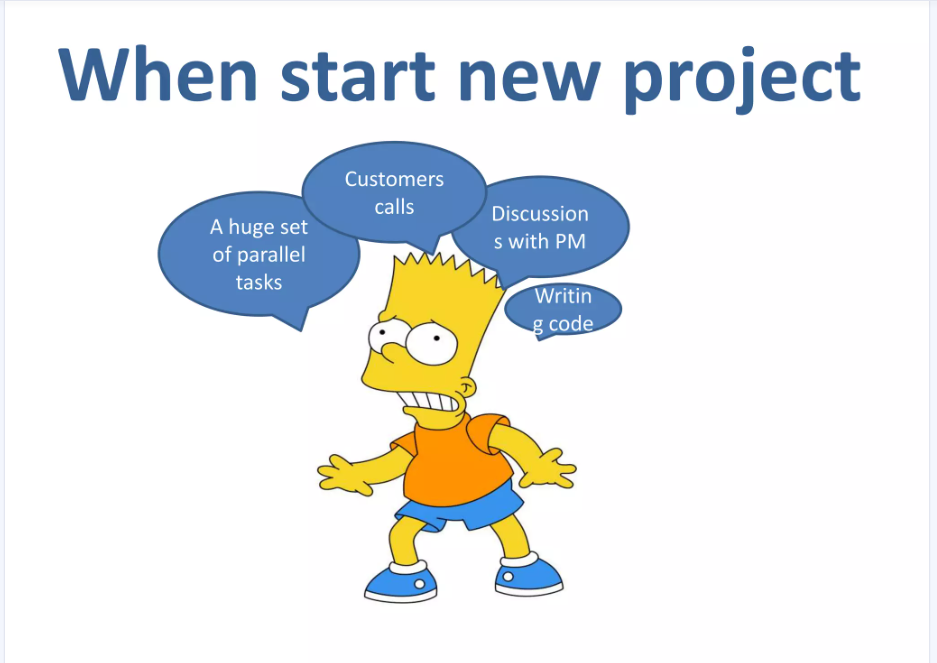 When start new project
A huge set
of parallel
tasks
Customers
calls
Discussion
s with PM
Writin
g code